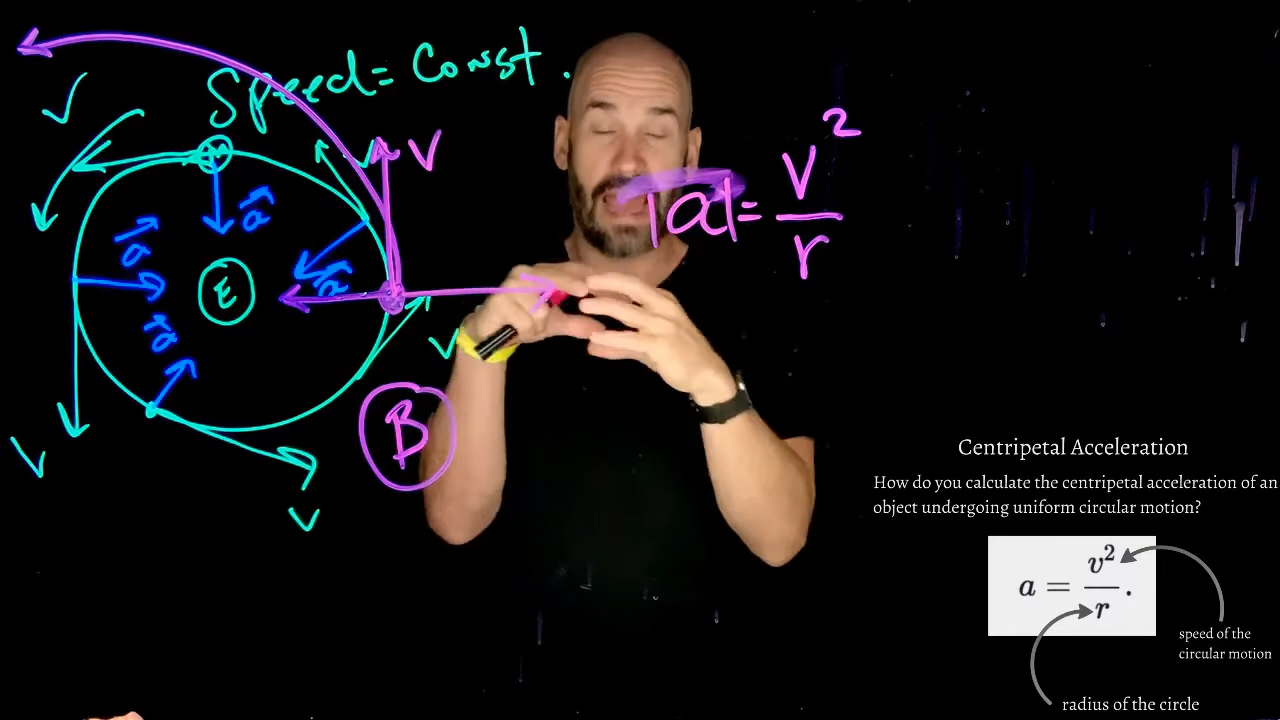 Speed = Const.
V
V
V
a
a
a
a
E
|a| = v²/r
V
V
V
B
Centripetal Acceleration
How do you calculate the centripetal acceleration of an
object undergoing uniform circular motion?
a = v²/r.
speed of the
circular motion
radius of the circle